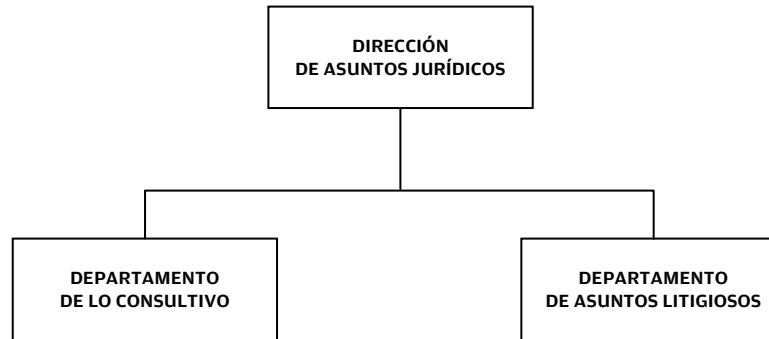 DIRECCIÓN
DE ASUNTOS JURÍDICOS
DEPARTAMENTO
DE LO CONSULTIVO
DEPARTAMENTO
DE ASUNTOS LITIGIOSOS